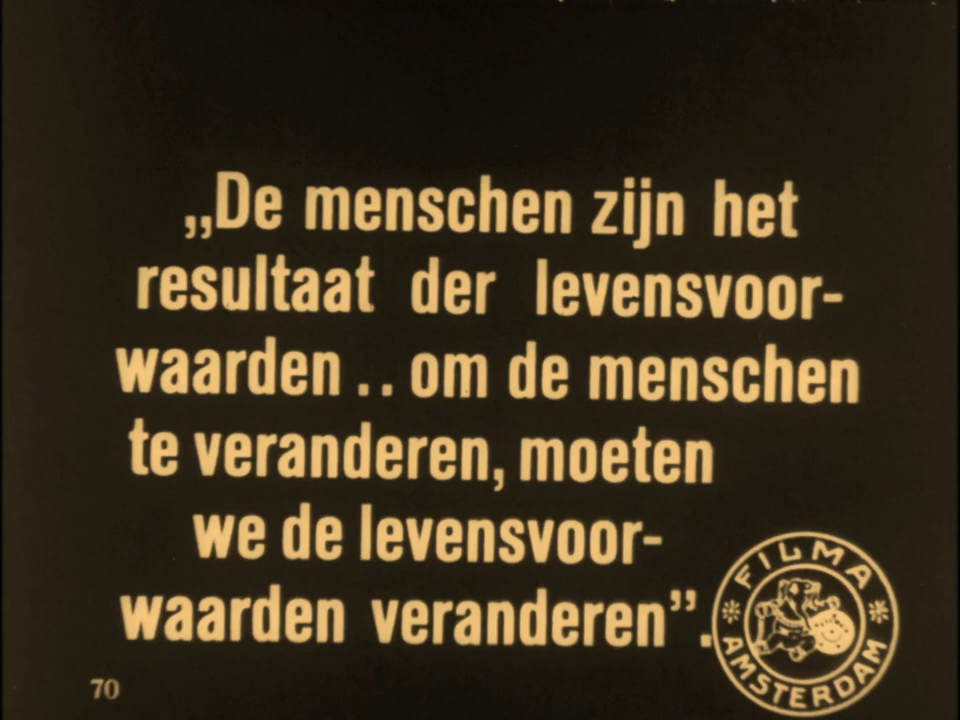 „De menschen zijn het
resultaat der levensvoor-
waarden .. om de menschen
te veranderen, moeten
we de levensvoor-
waarden veranderen”.
FILMA
AMSTERDAM
70